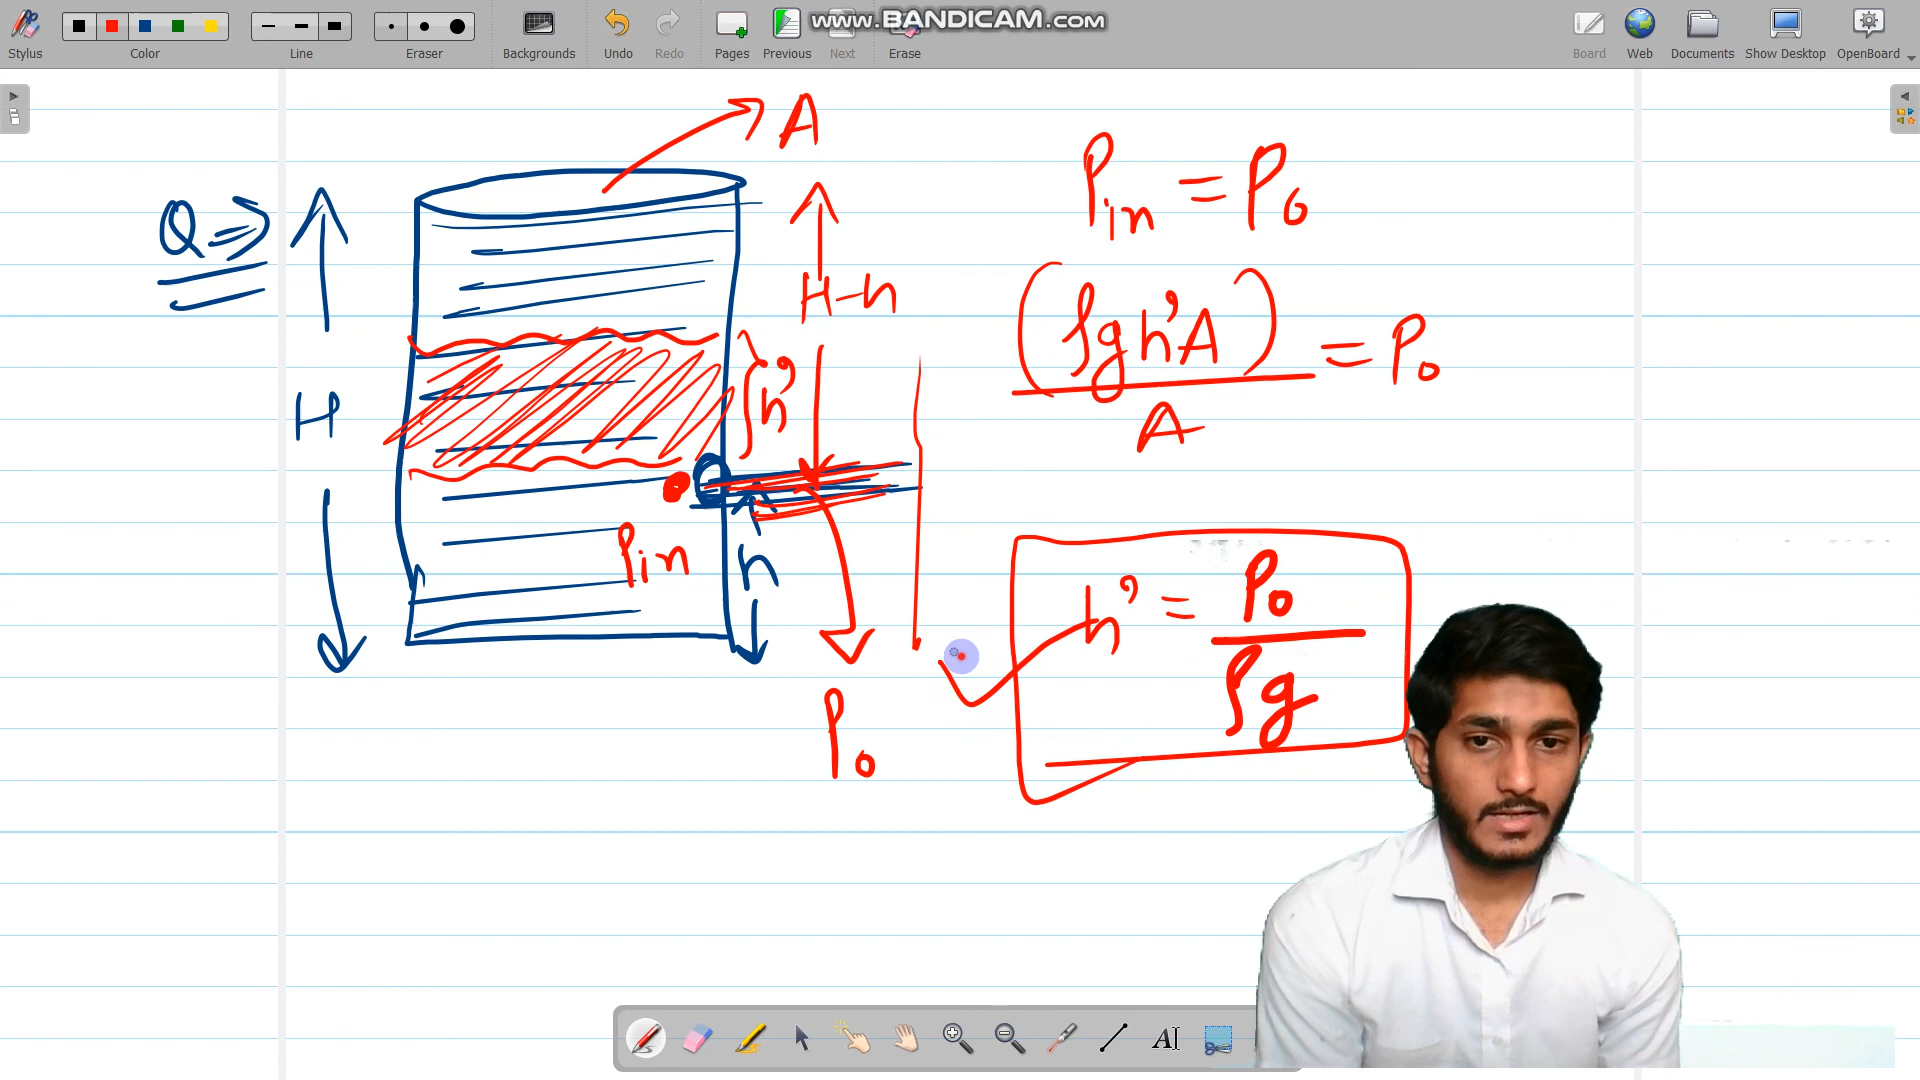 www.BANDICAM.com
Stylus Color Line Eraser Backgrounds Undo Redo Pages Previous Next Erase Board Web Documents Show Desktop OpenBoard
A
Q ⇒
H
H-h
h'
Pin
h
P₀
Pin = P₀
(ρgh'A) / A = P₀
h' = P₀ / ρg